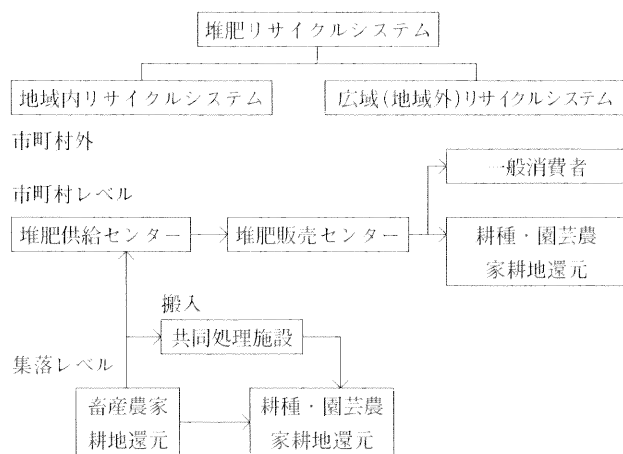 堆肥リサイクルシステム
地域内リサイクルシステム
広域(地域外)リサイクルシステム
市町村外
一般消費者
市町村レベル
堆肥供給センター
堆肥販売センター
耕種・園芸農
家耕地還元
搬入
共同処理施設
集落レベル
畜産農家
耕地還元
耕種・園芸農
家耕地還元